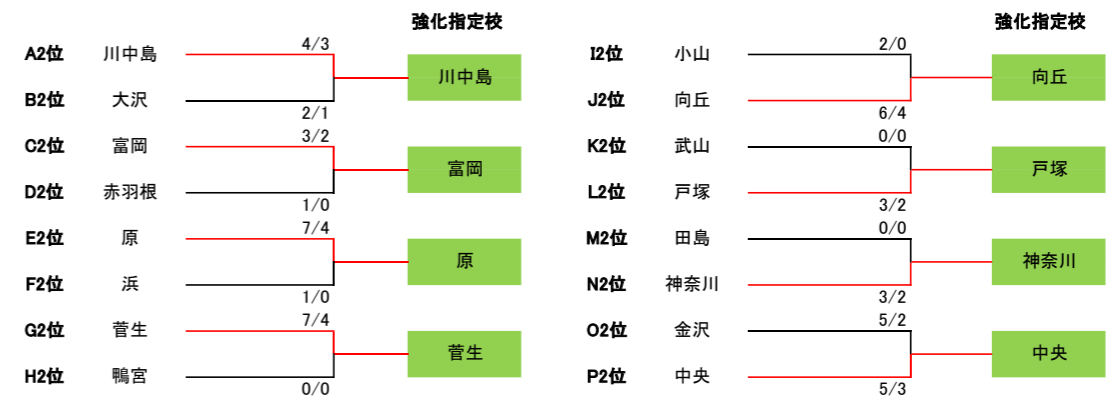 強化指定校
A2位 川中島 4/3
川中島
B2位 大沢 2/1
C2位 富岡 3/2
富岡
D2位 赤羽根 1/0
E2位 原 7/4
原
F2位 浜 1/0
G2位 菅生 7/4
菅生
H2位 鴨宮 0/0
強化指定校
I2位 小山 2/0
向丘
J2位 向丘 6/4
K2位 武山 0/0
戸塚
L2位 戸塚 3/2
M2位 田島 0/0
神奈川
N2位 神奈川 3/2
O2位 金沢 5/2
中央
P2位 中央 5/3